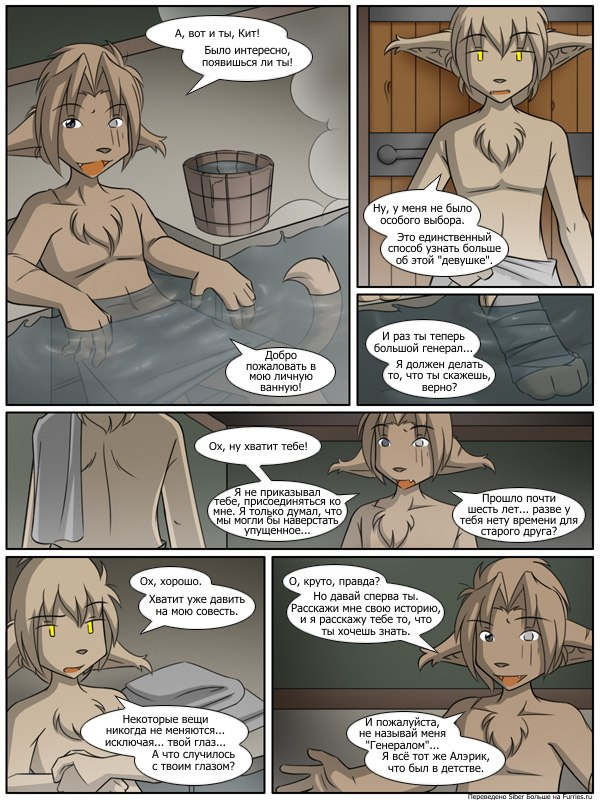 А, вот и ты, Кит!
Было интересно,
появишься ли ты!
Добро
пожаловать в
мою личную
ванную!
Ну, у меня не было
особого выбора.
Это единственный
способ узнать больше
об этой "девушке".
И раз ты теперь
большой генерал...
Я должен делать
то, что ты скажешь,
верно?
Ох, ну хватит тебе!
Я не приказывал
тебе, присоединяться ко
мне. Я только думал, что
мы могли бы наверстать
упущенное...
Прошло почти
шесть лет... разве у
тебя нету времени для
старого друга?
Ох, хорошо.
Хватит уже давить
на мою совесть.
Некоторые вещи
никогда не меняются...
исключая... твой глаз...
А что случилось
с твоим глазом?
О, круто, правда?
Но давай сперва ты.
Расскажи мне свою историю,
и я расскажу тебе то, что
ты хочешь знать.
И пожалуйста,
не называй меня
"Генералом"...
Я всё тот же Алэрик,
что был в детстве.
Переведено Siber Больше на Furries.ru